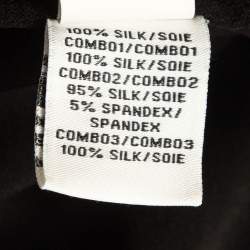 100% SILK/SOIE
COMBO1/COMBO1
100% SILK/SOIE
COMBO2/COMBO2
95% SILK/SOIE
5% SPANDEX/
SPANDEX
COMBO3/COMBO3
100% SILK/SOIE